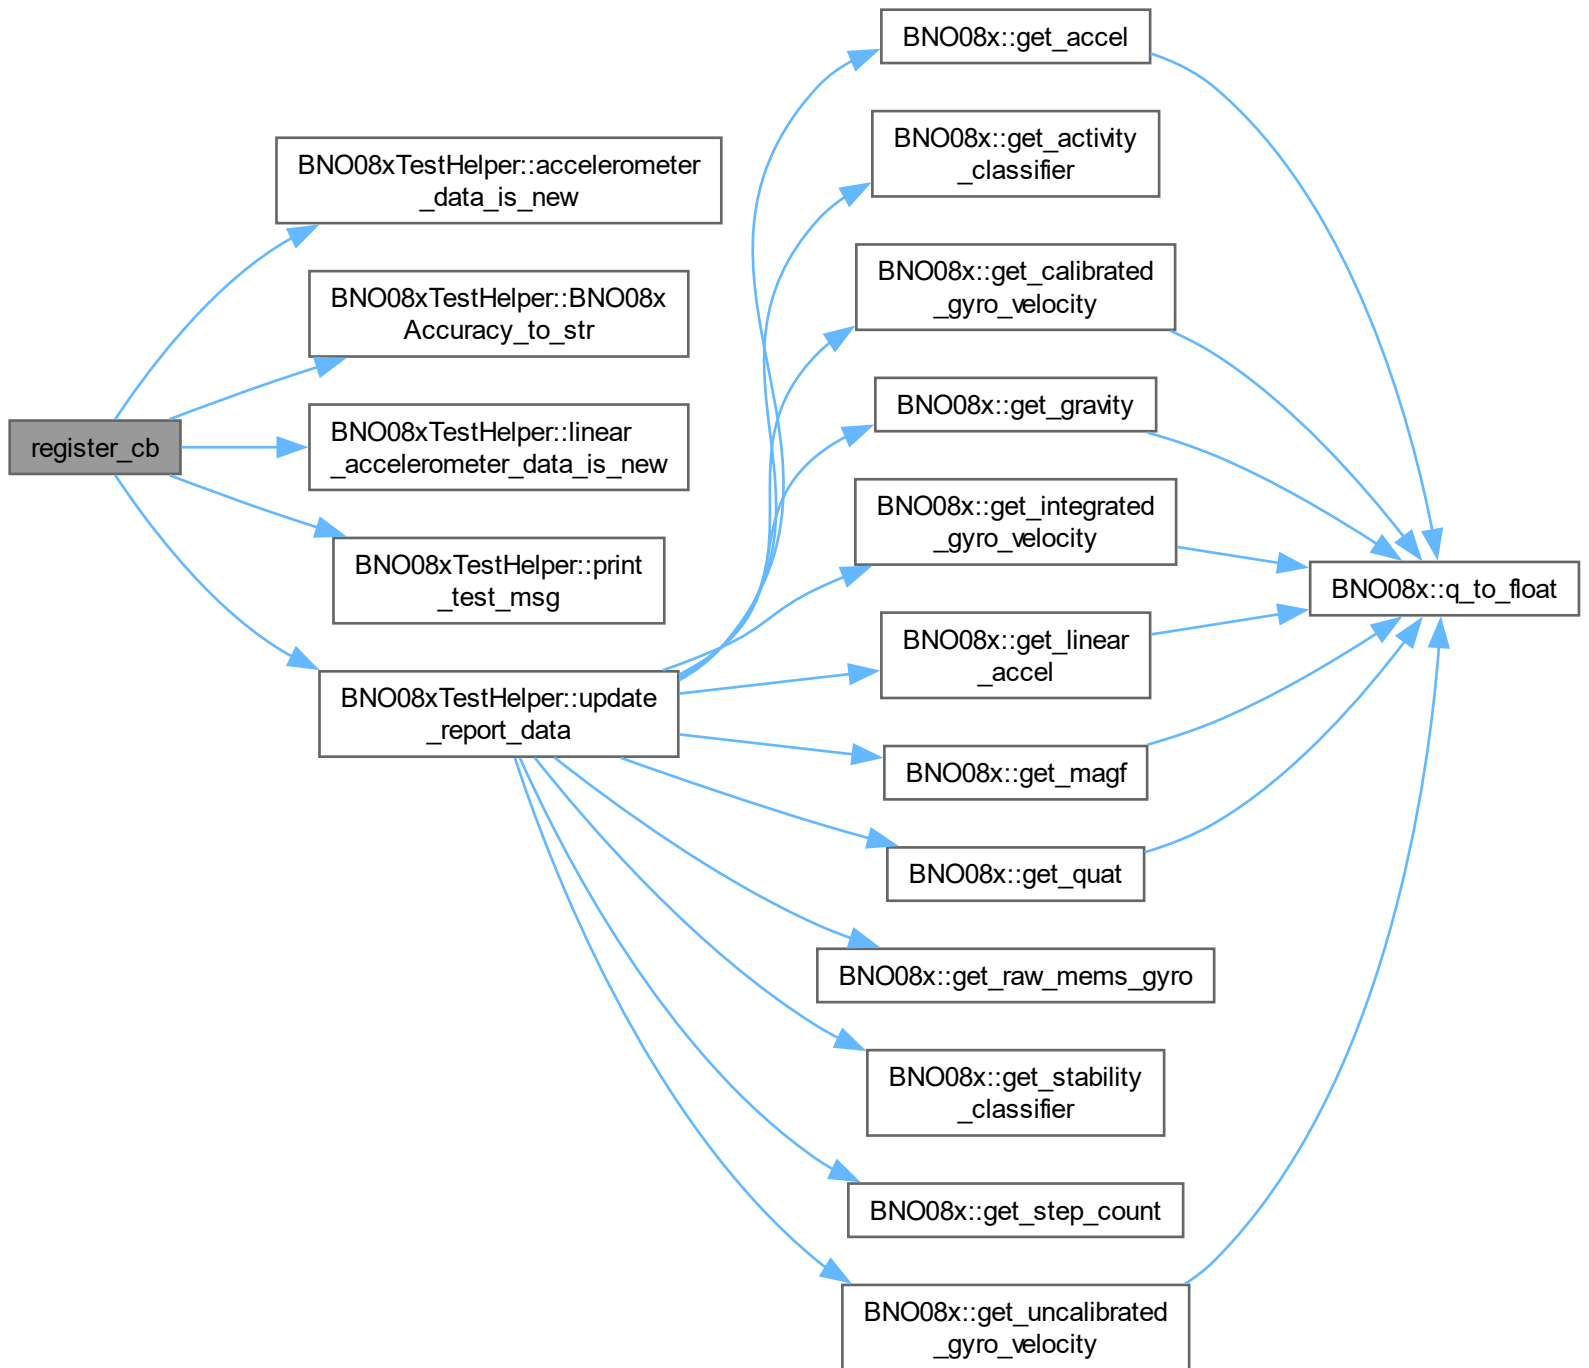 register_cb
BNO08xTestHelper::accelerometer
_data_is_new
BNO08xTestHelper::BNO08x
Accuracy_to_str
BNO08xTestHelper::linear
_accelerometer_data_is_new
BNO08xTestHelper::print
_test_msg
BNO08xTestHelper::update
_report_data
BNO08x::get_accel
BNO08x::get_activity
_classifier
BNO08x::get_calibrated
_gyro_velocity
BNO08x::get_gravity
BNO08x::get_integrated
_gyro_velocity
BNO08x::get_linear
_accel
BNO08x::get_magf
BNO08x::get_quat
BNO08x::get_raw_mems_gyro
BNO08x::get_stability
_classifier
BNO08x::get_step_count
BNO08x::get_uncalibrated
_gyro_velocity
BNO08x::q_to_float